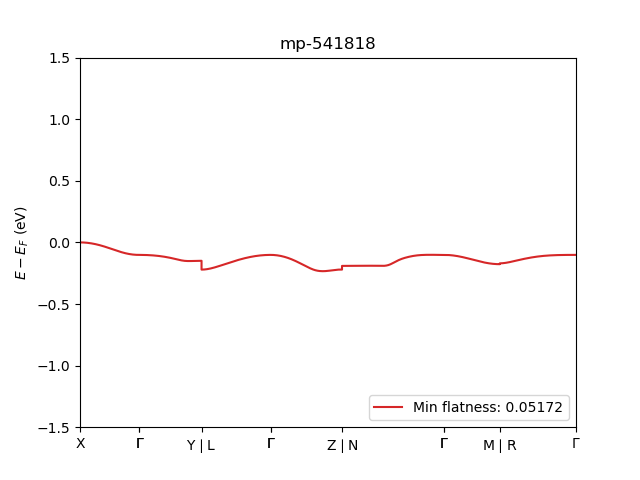 mp-541818
1.5
1.0
0.5
0.0
−0.5
−1.0
−1.5
E − E_F (eV)
Min flatness: 0.05172
X Γ Y | L Γ Z | N Γ M | R Γ